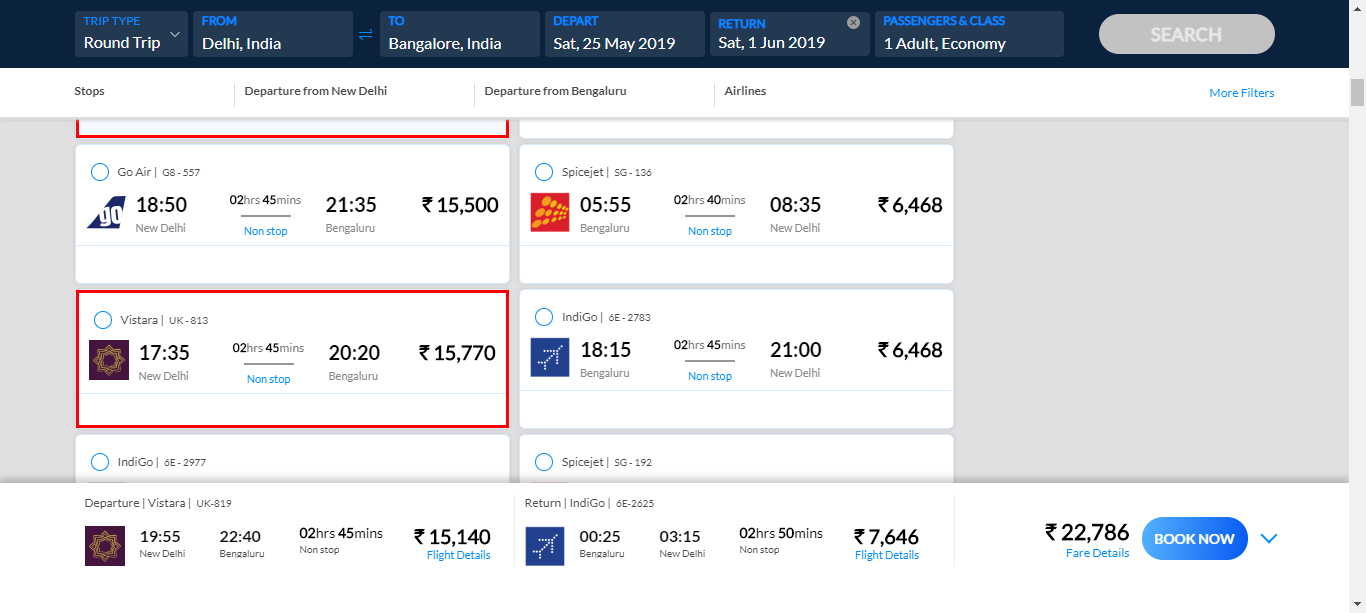 TRIP TYPE
Round Trip
FROM
Delhi, India
TO
Bangalore, India
DEPART
Sat, 25 May 2019
RETURN
Sat, 1 Jun 2019
PASSENGERS & CLASS
1 Adult, Economy
SEARCH
Stops
Departure from New Delhi
Departure from Bengaluru
Airlines
More Filters
Go Air | G8 - 557
go
18:50
New Delhi
02hrs 45mins
Non stop
21:35
Bengaluru
₹ 15,500
Spicejet | SG - 136
05:55
Bengaluru
02hrs 40mins
Non stop
08:35
New Delhi
₹ 6,468
Vistara | UK - 813
17:35
New Delhi
02hrs 45mins
Non stop
20:20
Bengaluru
₹ 15,770
IndiGo | 6E - 2783
18:15
Bengaluru
02hrs 45mins
Non stop
21:00
New Delhi
₹ 6,468
IndiGo | 6E - 2977
Spicejet | SG - 192
Departure | Vistara | UK-819
19:55
New Delhi
22:40
Bengaluru
02hrs 45mins
Non stop
₹ 15,140
Flight Details
Return | IndiGo | 6E-2625
00:25
Bengaluru
03:15
New Delhi
02hrs 50mins
Non stop
₹ 7,646
Flight Details
₹ 22,786
Fare Details
BOOK NOW